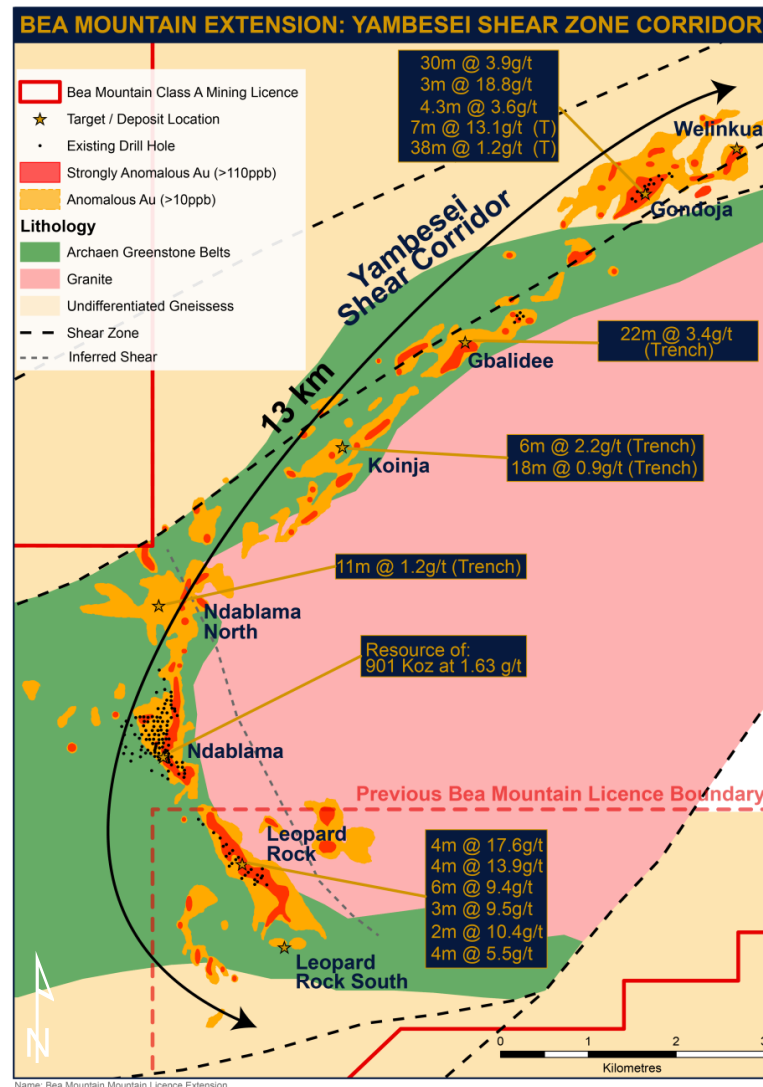 BEA MOUNTAIN EXTENSION: YAMBESEI SHEAR ZONE CORRIDOR
Bea Mountain Class A Mining Licence
Target / Deposit Location
Existing Drill Hole
Strongly Anomalous Au (>110ppb)
Anomalous Au (>10ppb)
Lithology
Archaen Greenstone Belts
Granite
Undifferentiated Gneissess
Shear Zone
Inferred Shear
30m @ 3.9g/t
3m @ 18.8g/t
4.3m @ 3.6g/t
7m @ 13.1g/t (T)
38m @ 1.2g/t (T)
Welinkua
Gondoja
Yambesei
Shear Corridor
13 km
Gbalidee
22m @ 3.4g/t
(Trench)
Koinja
6m @ 2.2g/t (Trench)
18m @ 0.9g/t (Trench)
11m @ 1.2g/t (Trench)
Ndablama
North
Resource of:
901 Koz at 1.63 g/t
Ndablama
Previous Bea Mountain Licence Boundary
Leopard
Rock
4m @ 17.6g/t
4m @ 13.9g/t
6m @ 9.4g/t
3m @ 9.5g/t
2m @ 10.4g/t
4m @ 5.5g/t
Leopard
Rock South
N
0 1 2 3
Kilometres
Name: Bea Mountain Mountain Licence Extension